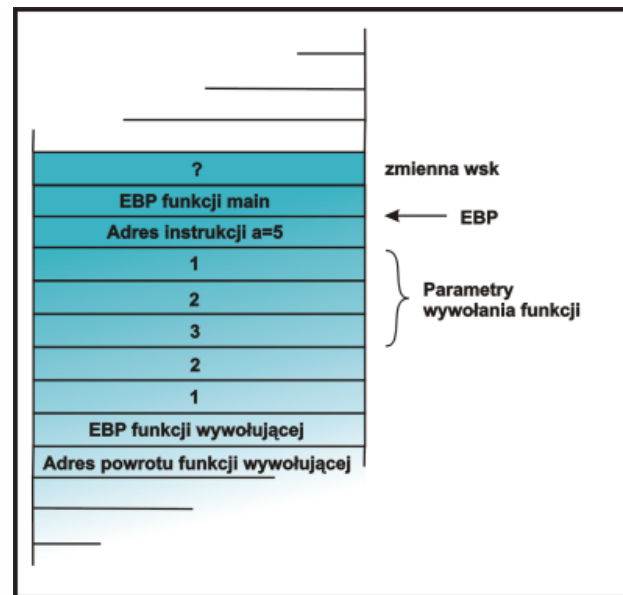 ? zmienna wsk
EBP funkcji main
EBP
Adres instrukcji a=5
1
2
3
Parametry
wywołania funkcji
2
1
EBP funkcji wywołującej
Adres powrotu funkcji wywołującej